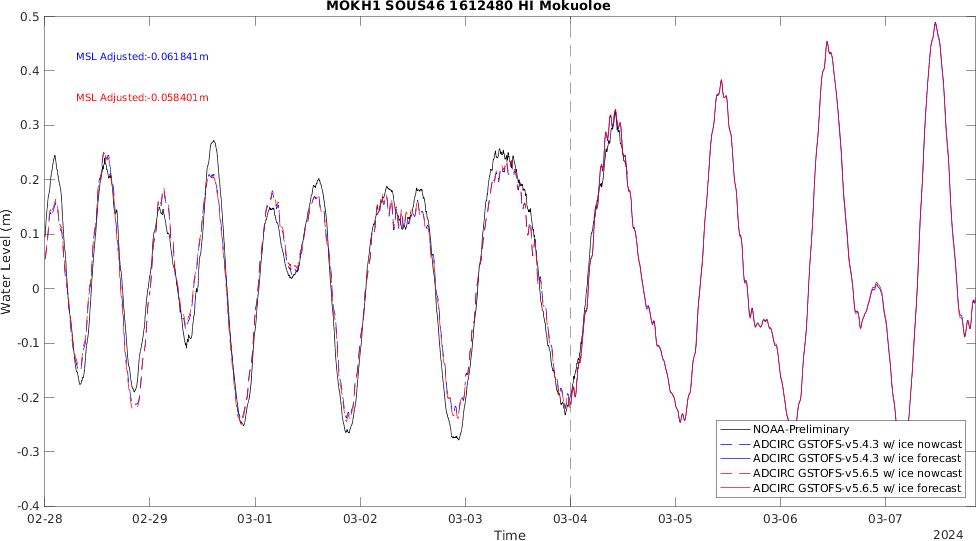 MOKH1 SOUS46 1612480 HI Mokuoloe
MSL Adjusted:-0.061841m
MSL Adjusted:-0.058401m
0.5
0.4
0.3
0.2
0.1
0
-0.1
-0.2
-0.3
-0.4
Water Level (m)
NOAA-Preliminary
ADCIRC GSTOFS-v5.4.3 w/ ice nowcast
ADCIRC GSTOFS-v5.4.3 w/ ice forecast
ADCIRC GSTOFS-v5.6.5 w/ ice nowcast
ADCIRC GSTOFS-v5.6.5 w/ ice forecast
02-28 02-29 03-01 03-02 03-03 03-04 03-05 03-06 03-07
Time
2024